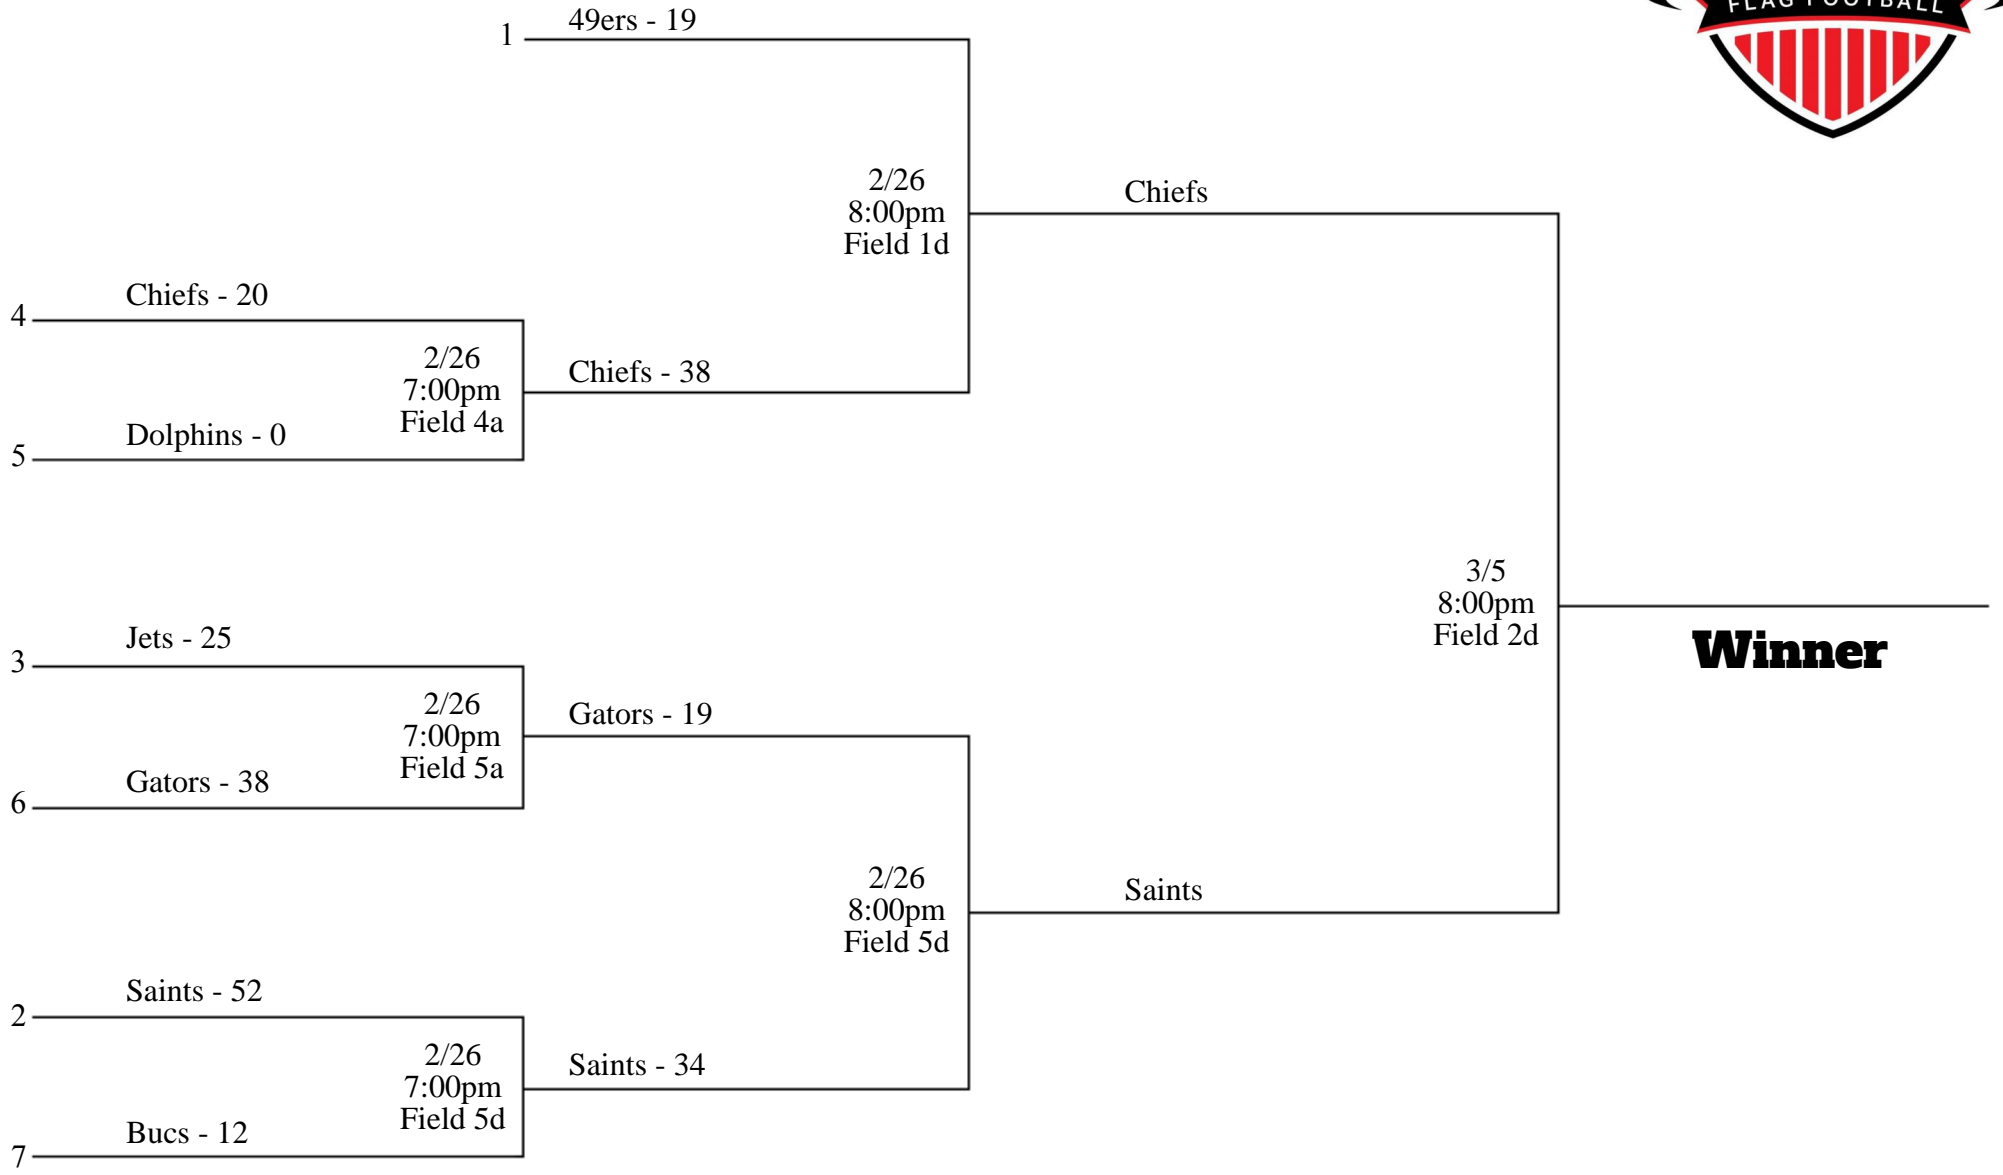 FLAG FOOTBALL
1
49ers - 19
2/26
8:00pm
Field 1d
Chiefs
4
Chiefs - 20
2/26
7:00pm
Field 4a
Chiefs - 38
5
Dolphins - 0
3/5
8:00pm
Field 2d
Winner
3
Jets - 25
2/26
7:00pm
Field 5a
Gators - 19
6
Gators - 38
2/26
8:00pm
Field 5d
Saints
2
Saints - 52
2/26
7:00pm
Field 5d
Saints - 34
7
Bucs - 12